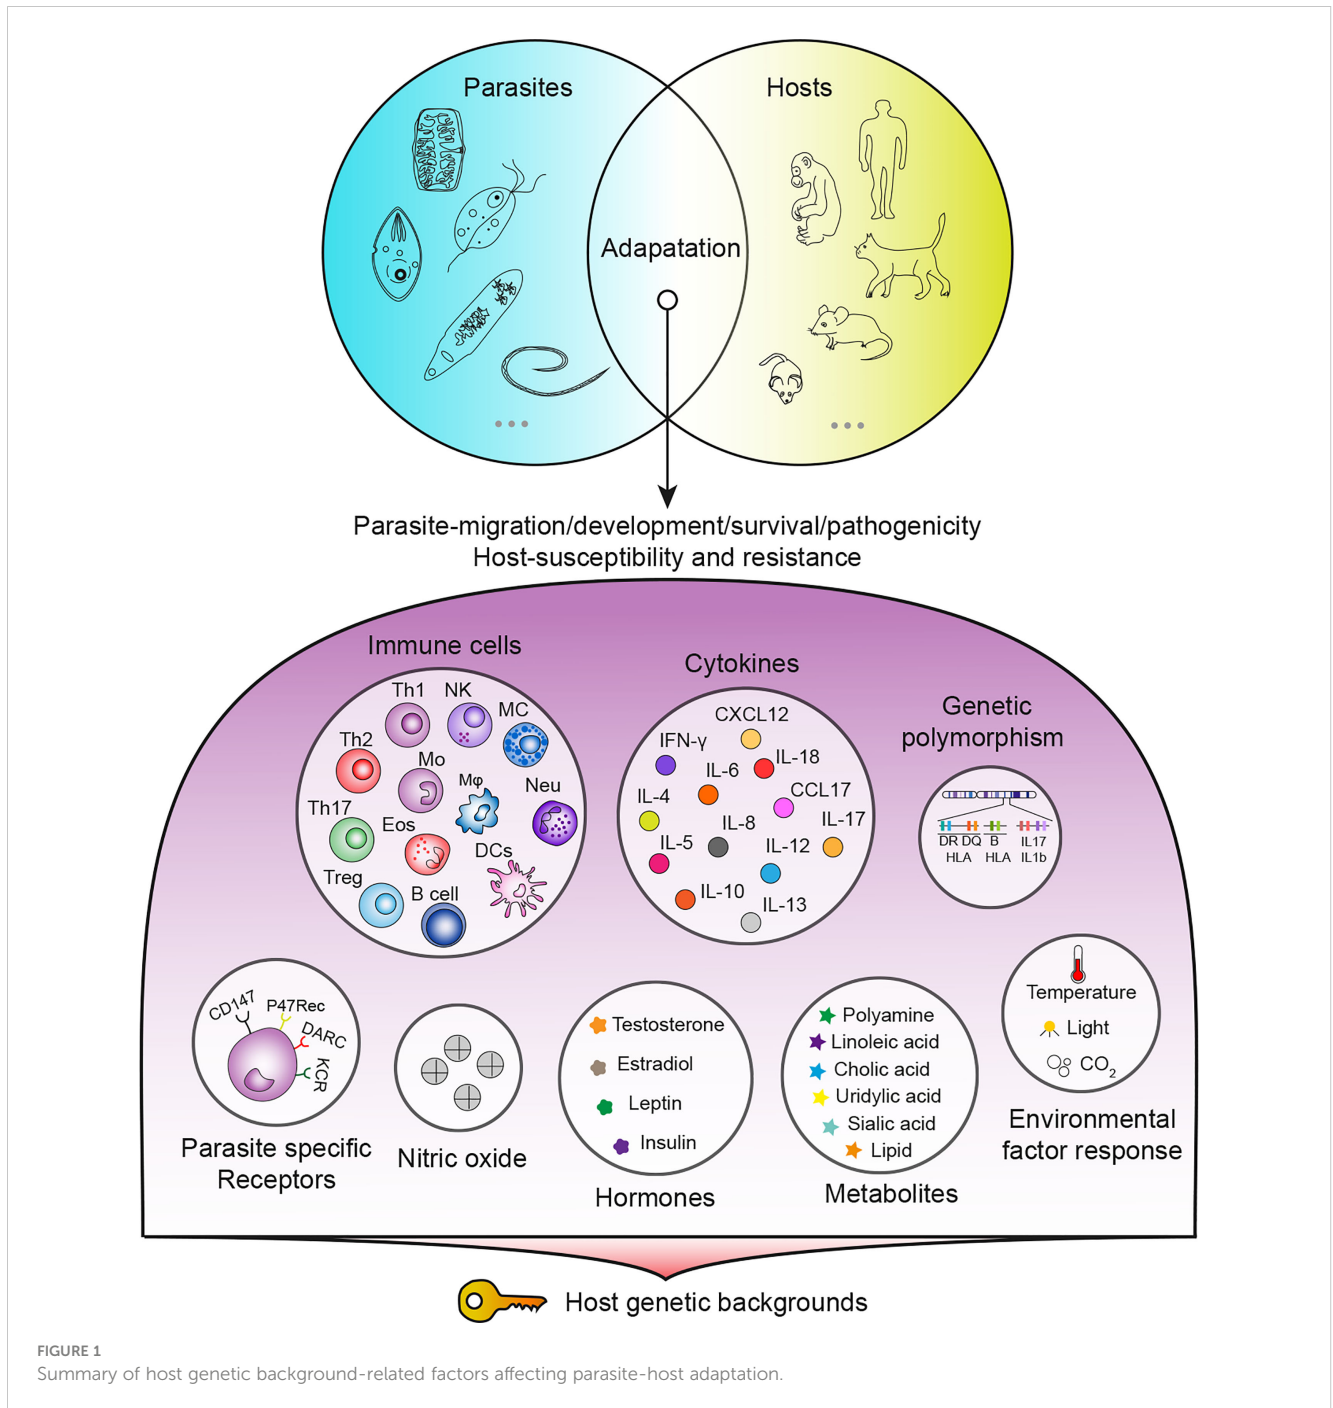 Parasites
Hosts
Adapatation
Parasite-migration/development/survival/pathogenicity
Host-susceptibility and resistance
Immune cells
Th1
NK
MC
Th2
Mo
Mφ
Neu
Th17
Eos
DCs
Treg
B cell
Cytokines
CXCL12
IFN-γ
IL-18
IL-6
CCL17
IL-4
IL-17
IL-8
IL-5
IL-12
IL-10
IL-13
Genetic
polymorphism
DR DQ B IL17
HLA HLA IL1b
CD147
P47Rec
DARC
KCR
Parasite specific
Receptors
Nitric oxide
Testosterone
Estradiol
Leptin
Insulin
Hormones
Polyamine
Linoleic acid
Cholic acid
Uridylic acid
Sialic acid
Lipid
Metabolites
Temperature
Light
CO2
Environmental
factor response
Host genetic backgrounds
FIGURE 1
Summary of host genetic background-related factors affecting parasite-host adaptation.